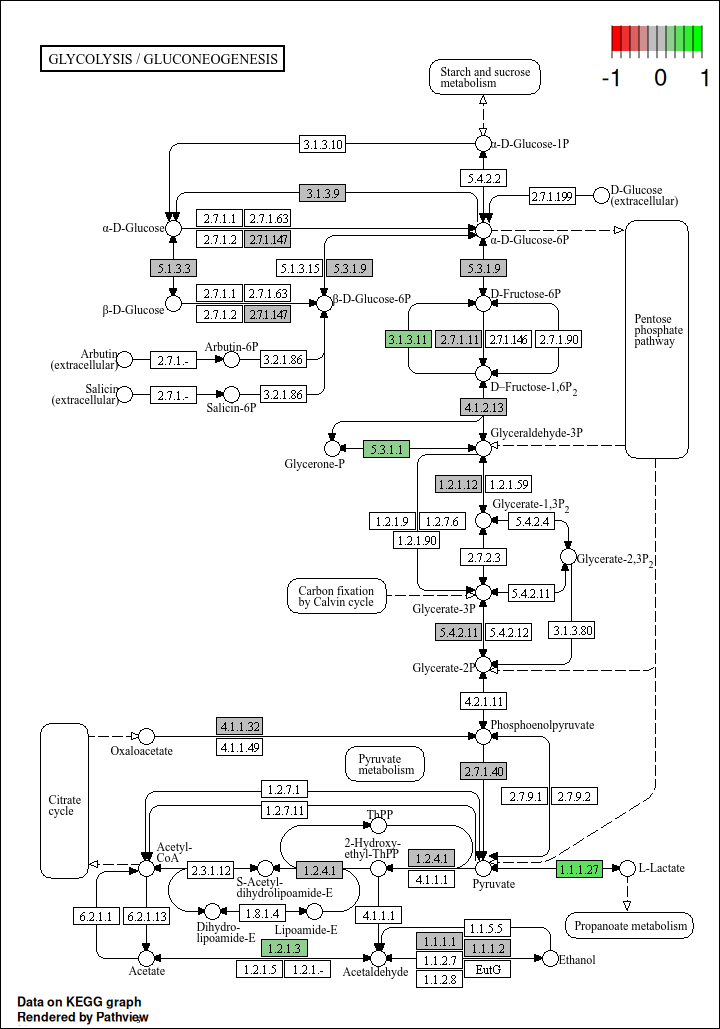 GLYCOLYSIS / GLUCONEOGENESIS
-1 0 1
Starch and sucrose
metabolism
3.1.3.10
α-D-Glucose-1P
5.4.2.2
3.1.3.9
2.7.1.199
D-Glucose
(extracellular)
2.7.1.1
2.7.1.63
α-D-Glucose
2.7.1.2
2.7.1.147
α-D-Glucose-6P
5.1.3.3
5.1.3.15
5.3.1.9
5.3.1.9
2.7.1.1
2.7.1.63
β-D-Glucose
2.7.1.2
2.7.1.147
β-D-Glucose-6P
D-Fructose-6P
Pentose
phosphate
pathway
Arbutin
(extracellular)
2.7.1.-
Arbutin-6P
3.2.1.86
3.1.3.11
2.7.1.11
2.7.1.146
2.7.1.90
Salicin
(extracellular)
2.7.1.-
Salicin-6P
3.2.1.86
D-Fructose-1,6P2
4.1.2.13
Glyceraldehyde-3P
Glycerone-P
5.3.1.1
1.2.1.12
1.2.1.59
Glycerate-1,3P2
1.2.1.9
1.2.7.6
1.2.1.90
5.4.2.4
2.7.2.3
Glycerate-2,3P2
Carbon fixation
by Calvin cycle
5.4.2.11
Glycerate-3P
5.4.2.11
5.4.2.12
3.1.3.80
Glycerate-2P
4.2.1.11
4.1.1.32
Oxaloacetate
4.1.1.49
Phosphoenolpyruvate
Pyruvate
metabolism
2.7.1.40
Citrate
cycle
1.2.7.1
1.2.7.11
2.7.9.1
2.7.9.2
ThPP
Acetyl-
CoA
2-Hydroxy-
ethyl-ThPP
2.3.1.12
S-Acetyl-
dihydrolipoamide-E
1.2.4.1
1.2.4.1
4.1.1.1
Pyruvate
1.1.1.27
L-Lactate
6.2.1.1
6.2.1.13
1.8.1.4
Dihydro-
lipoamide-E
Lipoamide-E
4.1.1.1
Propanoate metabolism
1.1.5.5
1.2.1.3
1.1.1.1
1.1.1.2
Acetate
1.2.1.5
1.2.1.-
Acetaldehyde
1.1.2.7
EutG
1.1.2.8
Ethanol
Data on KEGG graph
Rendered by Pathview